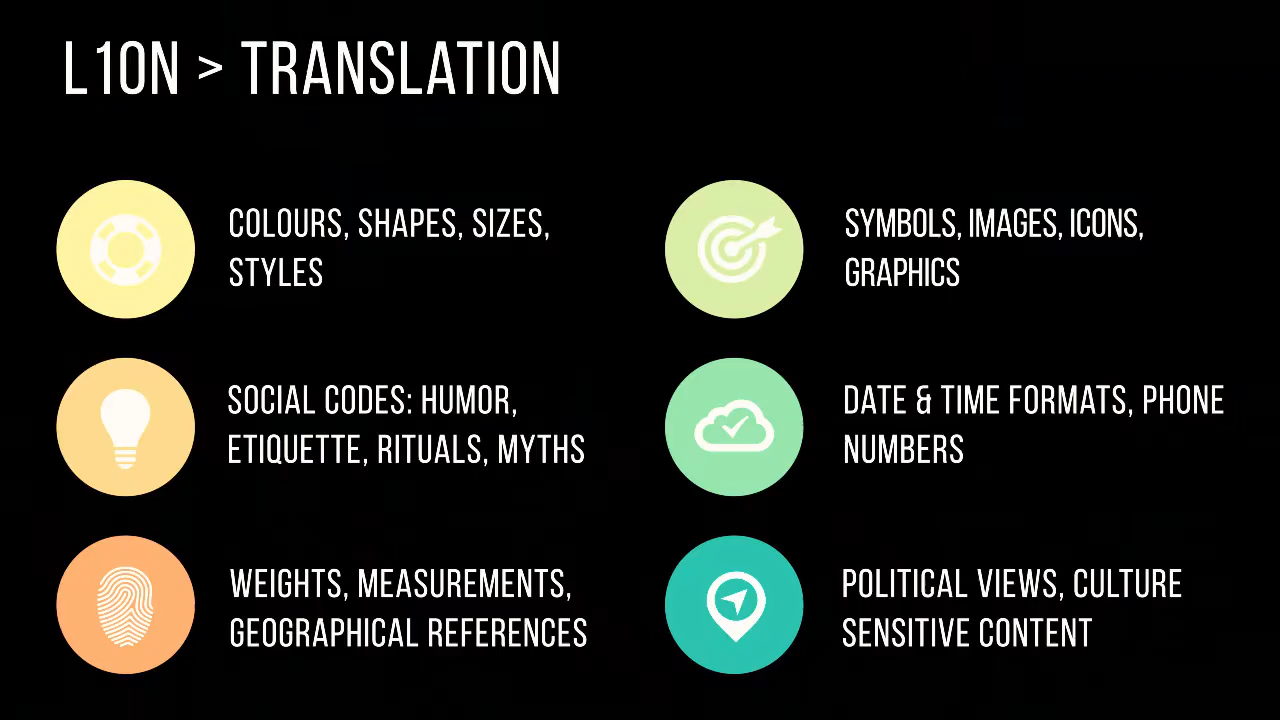 L10N > TRANSLATION
COLOURS, SHAPES, SIZES,
STYLES
SYMBOLS, IMAGES, ICONS,
GRAPHICS
SOCIAL CODES: HUMOR,
ETIQUETTE, RITUALS, MYTHS
DATE & TIME FORMATS, PHONE
NUMBERS
WEIGHTS, MEASUREMENTS,
GEOGRAPHICAL REFERENCES
POLITICAL VIEWS, CULTURE
SENSITIVE CONTENT